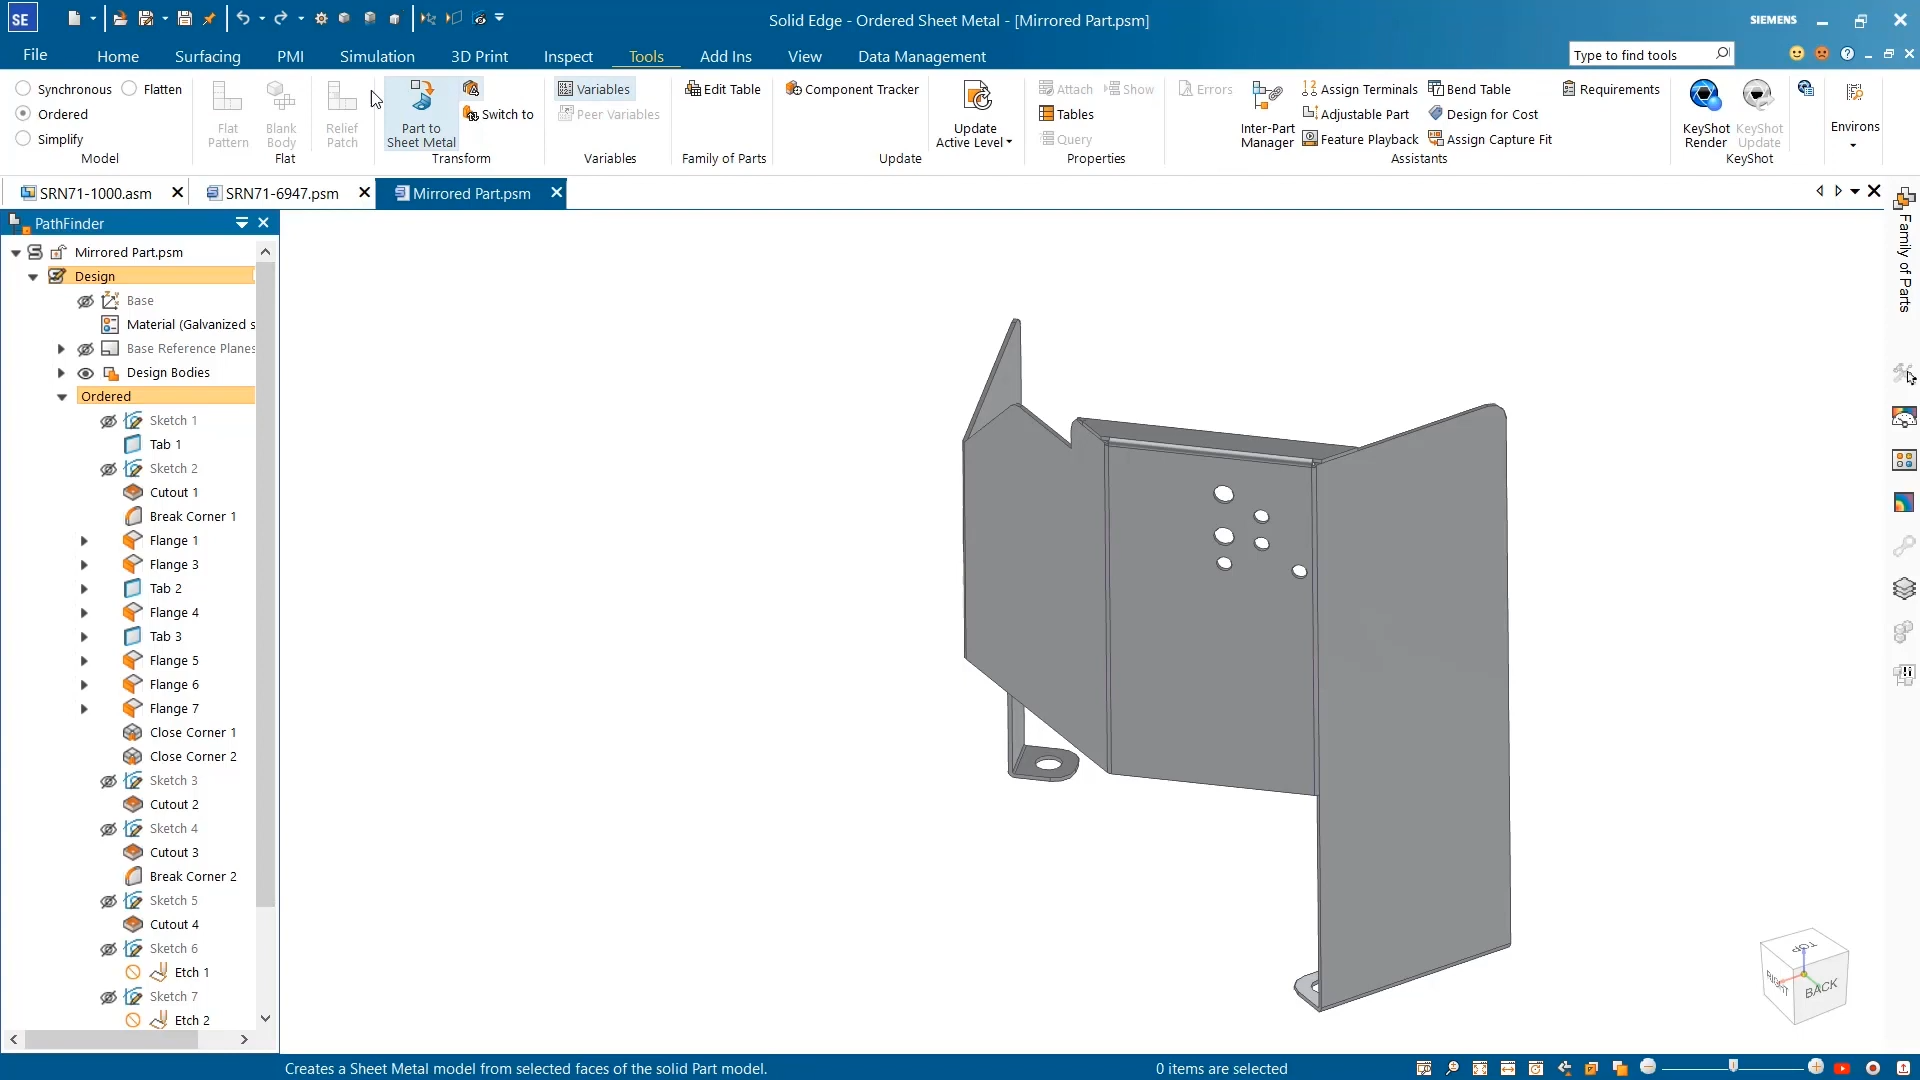 SE
Solid Edge - Ordered Sheet Metal - [Mirrored Part.psm]
SIEMENS
File
Home
Surfacing
PMI
Simulation
3D Print
Inspect
Tools
Add Ins
View
Data Management
Type to find tools
Synchronous
Flatten
Ordered
Simplify
Model
Flat
Pattern
Blank
Body
Flat
Relief
Patch
Part to
Sheet Metal
Switch to
Transform
Variables
Peer Variables
Variables
Edit Table
Family of Parts
Component Tracker
Update
Active Level
Update
Attach
Show
Tables
Query
Properties
Errors
Inter-Part
Manager
Assign Terminals
Adjustable Part
Feature Playback
Bend Table
Design for Cost
Assign Capture Fit
Assistants
Requirements
KeyShot
Render
KeyShot
Update
KeyShot
Environs
SRN71-1000.asm
SRN71-6947.psm
Mirrored Part.psm
PathFinder
Mirrored Part.psm
Design
Base
Material (Galvanized s
Base Reference Planes
Design Bodies
Ordered
Sketch 1
Tab 1
Sketch 2
Cutout 1
Break Corner 1
Flange 1
Flange 3
Tab 2
Flange 4
Tab 3
Flange 5
Flange 6
Flange 7
Close Corner 1
Close Corner 2
Sketch 3
Cutout 2
Sketch 4
Cutout 3
Break Corner 2
Sketch 5
Cutout 4
Sketch 6
Etch 1
Sketch 7
Etch 2
Family of Parts
TOP
RIGHT
BACK
Creates a Sheet Metal model from selected faces of the solid Part model.
0 items are selected